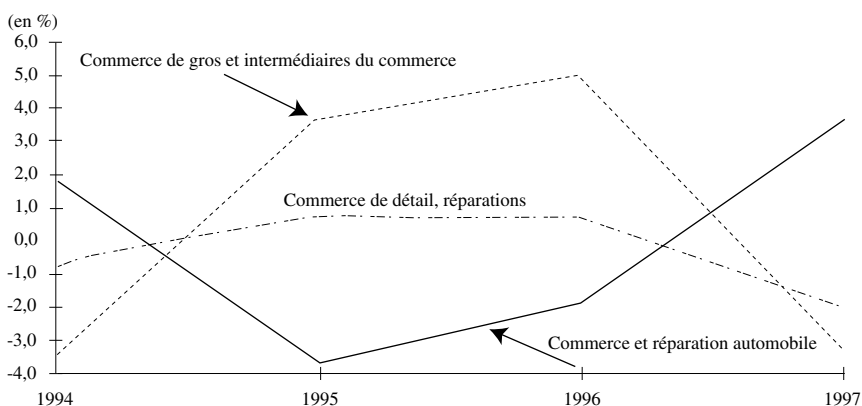 (en %)
6,0
5,0
Commerce de gros et intermédiaires du commerce
4,0
3,0
2,0
Commerce de détail, réparations
1,0
0,0
-1,0
-2,0
-3,0
Commerce et réparation automobile
-4,0
1994 1995 1996 1997